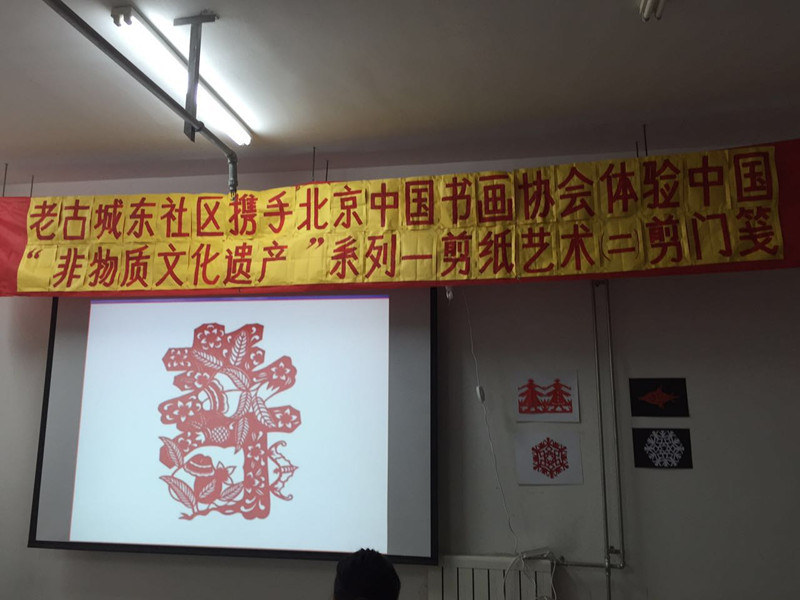 老古城东社区携手北京中国书画协会体验中国
“非物质文化遗产”系列—剪纸艺术二剪门笺